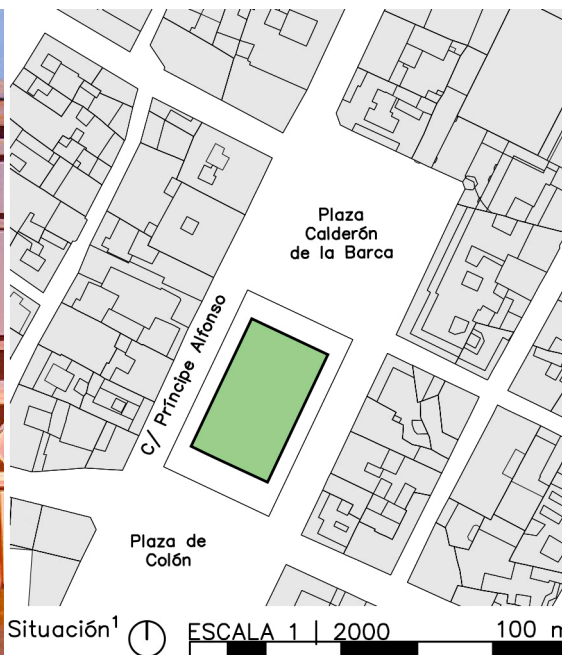 Plaza
Calderón
de la Barca
C/ Príncipe Alfonso
Plaza de
Colón
Situación¹ ESCALA 1 | 2000 100 m